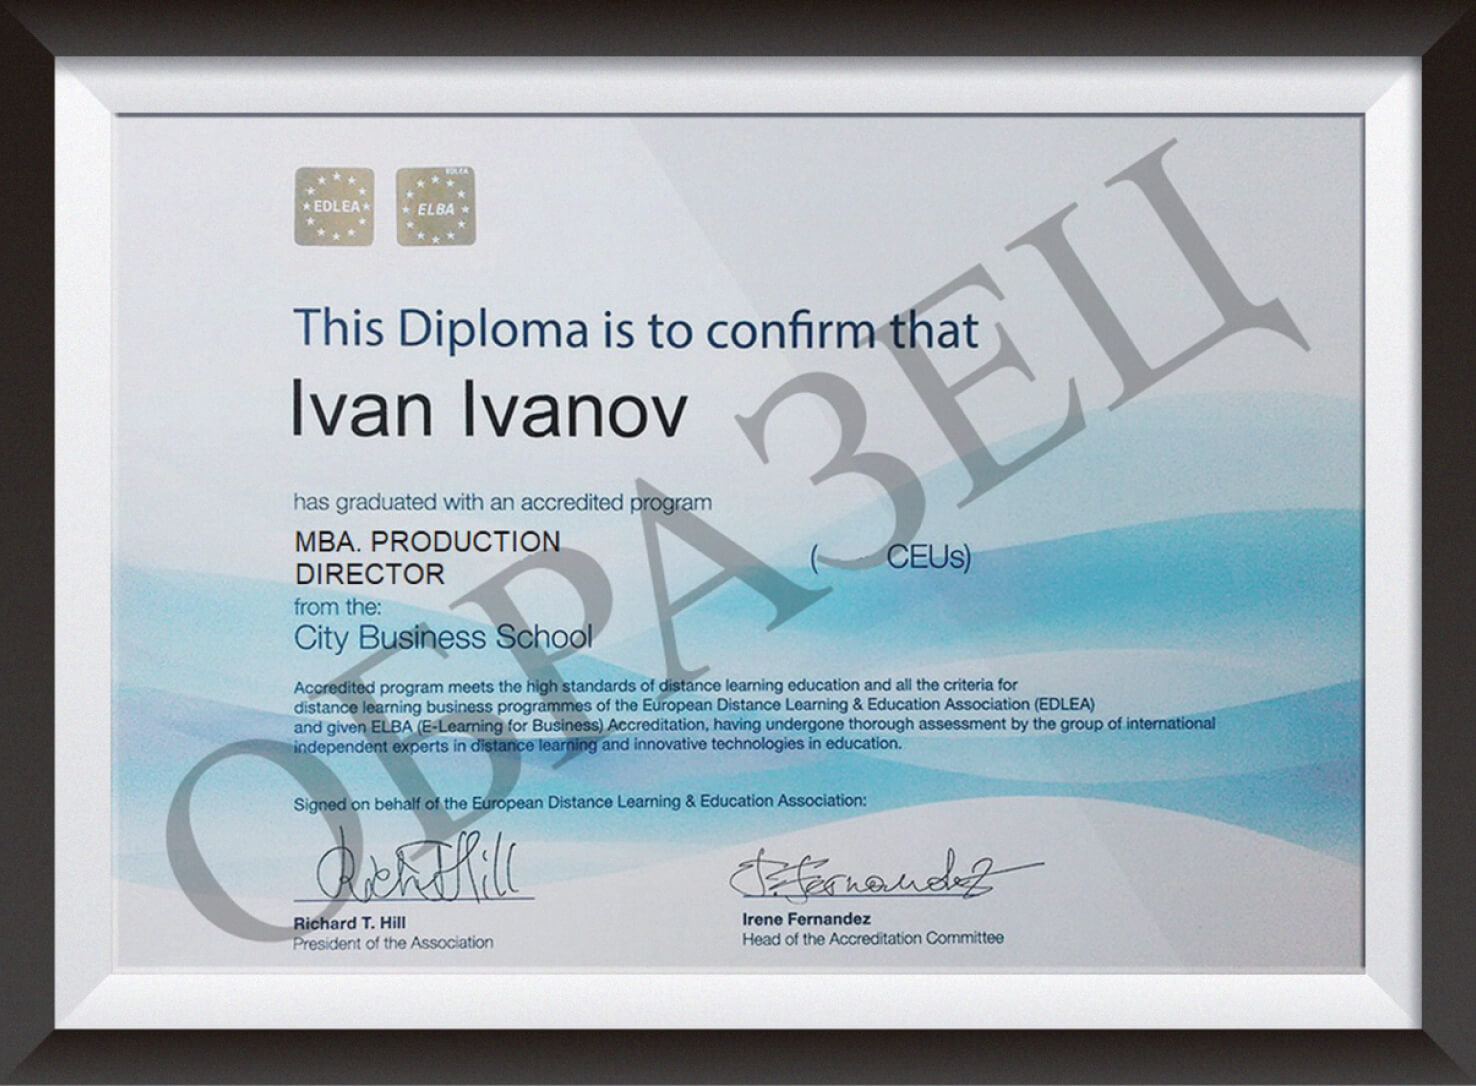 EDLEA
EDLEA
ELBA
This Diploma is to confirm that
Ivan Ivanov
has graduated with an accredited program
MBA. PRODUCTION
DIRECTOR
( CEUs)
from the:
City Business School
Accredited program meets the high standards of distance learning education and all the criteria for
distance learning business programmes of the European Distance Learning & Education Association (EDLEA)
and given ELBA (E-Learning for Business) Accreditation, having undergone thorough assessment by the group of international
independent experts in distance learning and innovative technologies in education.
Signed on behalf of the European Distance Learning & Education Association:
Rich T Hill
I. Fernandez
Richard T. Hill
President of the Association
Irene Fernandez
Head of the Accreditation Committee
ОБРАЗЕЦ